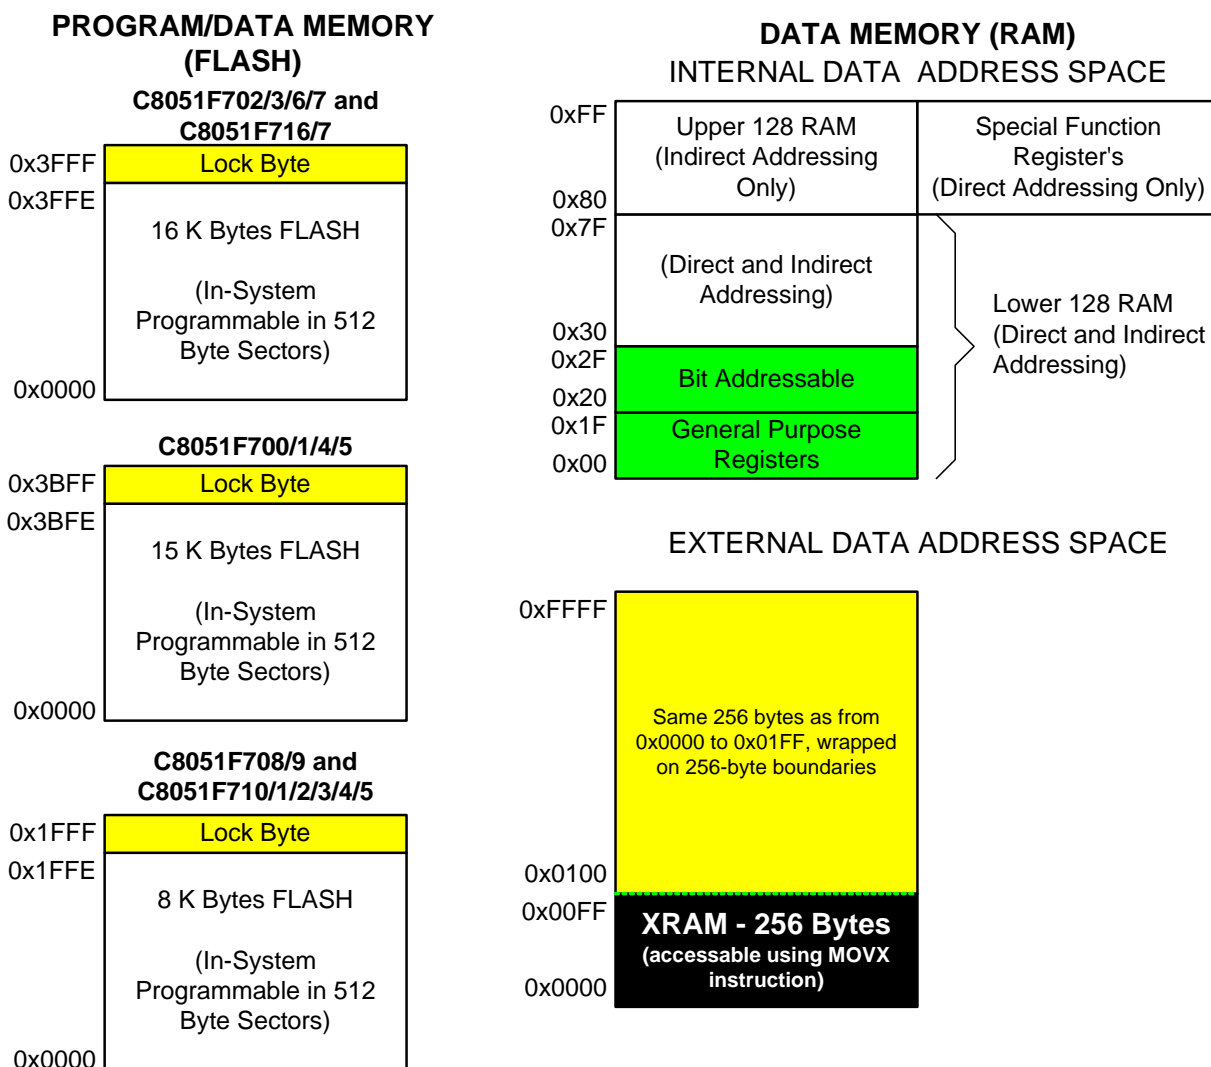 PROGRAM/DATA MEMORY
(FLASH)
C8051F702/3/6/7 and
C8051F716/7
0x3FFF
Lock Byte
0x3FFE
16 K Bytes FLASH
(In-System
Programmable in 512
Byte Sectors)
0x0000
C8051F700/1/4/5
0x3BFF
Lock Byte
0x3BFE
15 K Bytes FLASH
(In-System
Programmable in 512
Byte Sectors)
0x0000
C8051F708/9 and
C8051F710/1/2/3/4/5
0x1FFF
Lock Byte
0x1FFE
8 K Bytes FLASH
(In-System
Programmable in 512
Byte Sectors)
0x0000
DATA MEMORY (RAM)
INTERNAL DATA ADDRESS SPACE
0xFF
Upper 128 RAM
(Indirect Addressing
Only)
0x80
Special Function
Register's
(Direct Addressing Only)
0x7F
(Direct and Indirect
Addressing)
0x30
0x2F
Bit Addressable
0x20
0x1F
General Purpose
Registers
0x00
Lower 128 RAM
(Direct and Indirect
Addressing)
EXTERNAL DATA ADDRESS SPACE
0xFFFF
Same 256 bytes as from
0x0000 to 0x01FF, wrapped
on 256-byte boundaries
0x0100
0x00FF
XRAM - 256 Bytes
(accessable using MOVX
instruction)
0x0000